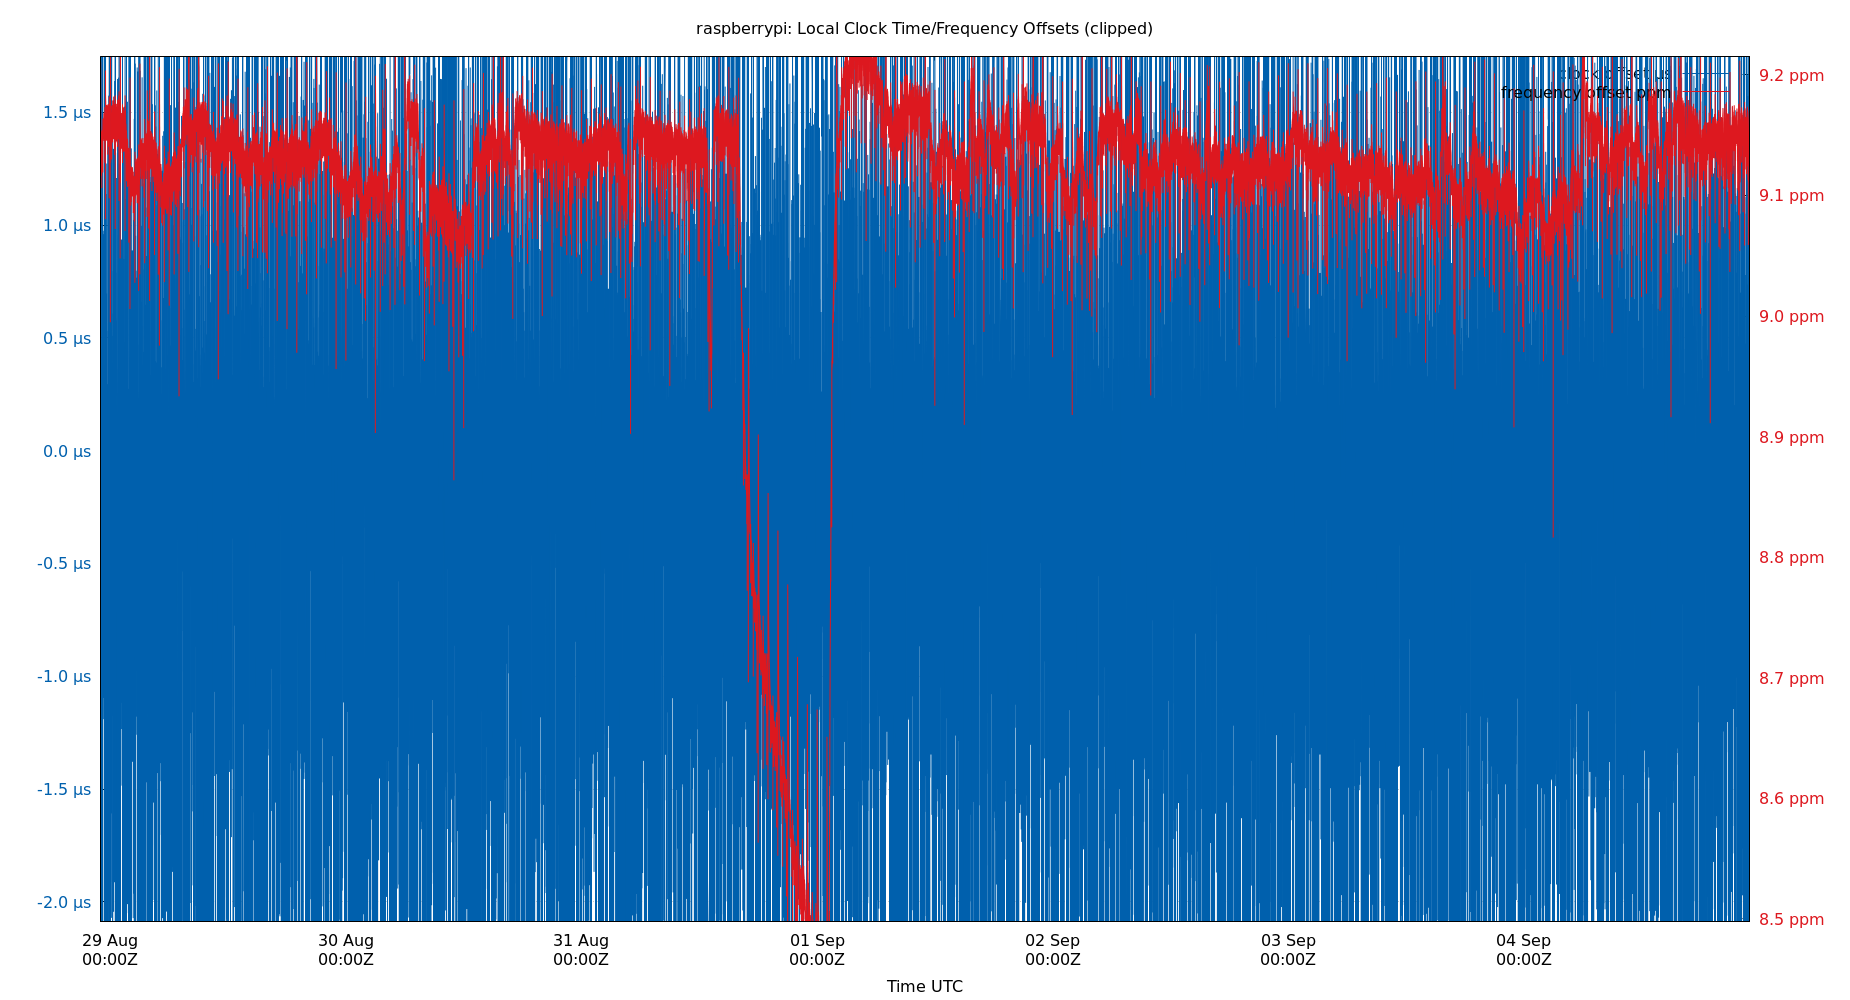 raspberrypi: Local Clock Time/Frequency Offsets (clipped)
clock offset µs
frequency offset ppm
1.5 µs
1.0 µs
0.5 µs
0.0 µs
-0.5 µs
-1.0 µs
-1.5 µs
-2.0 µs
9.2 ppm
9.1 ppm
9.0 ppm
8.9 ppm
8.8 ppm
8.7 ppm
8.6 ppm
8.5 ppm
29 Aug 30 Aug 31 Aug 01 Sep 02 Sep 03 Sep 04 Sep
00:00Z 00:00Z 00:00Z 00:00Z 00:00Z 00:00Z 00:00Z
Time UTC